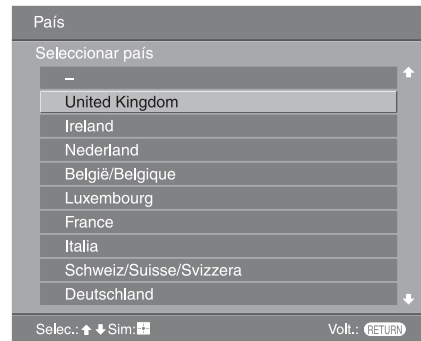 País
Seleccionar país
–
United Kingdom
Ireland
Nederland
België/Belgique
Luxembourg
France
Italia
Schweiz/Suisse/Svizzera
Deutschland
Selec.: Sim: Volt.: RETURN